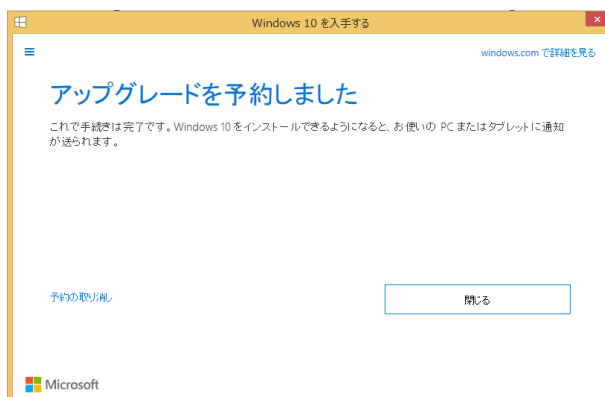 Windows 10 を入手する
windows.com で詳細を見る
アップグレードを予約しました
これで手続きは完了です。Windows 10 をインストールできるようになると、お使いの PC またはタブレットに通知
が送られます。
予約の取り消し
閉じる
Microsoft